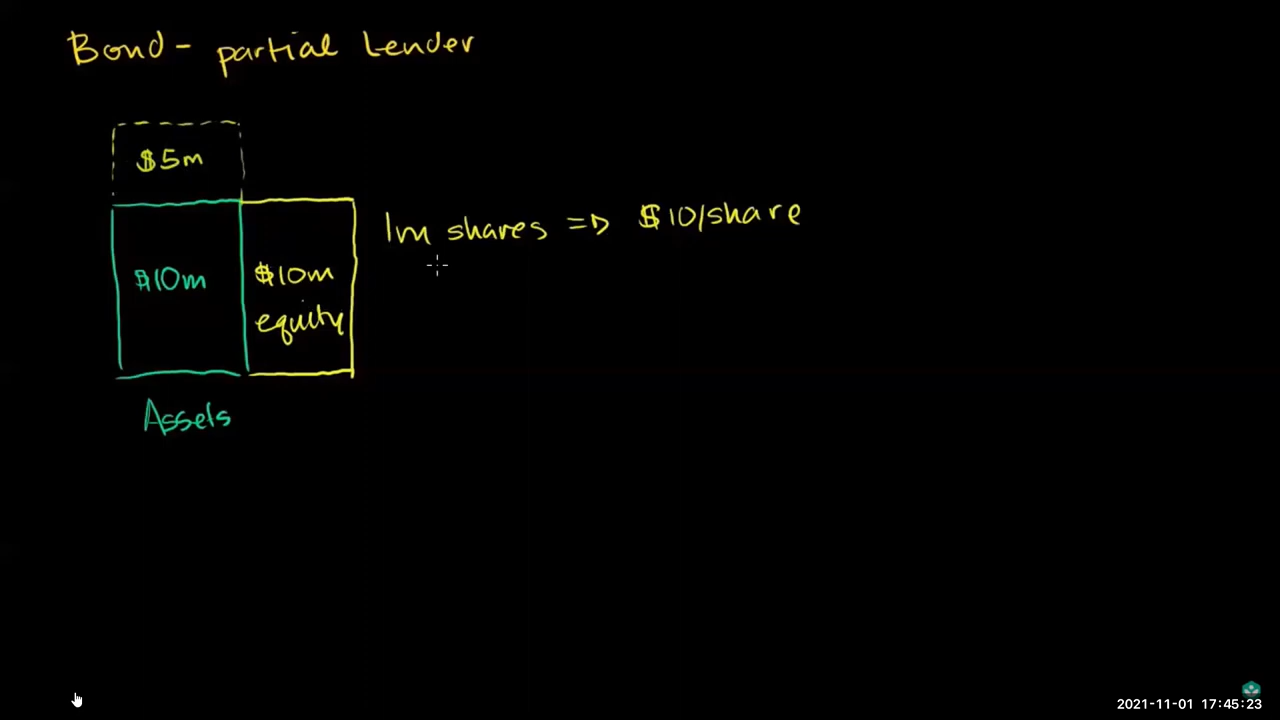 Bond - partial Lender
$5m
1m shares => $10/share
$10m
$10m
equity
Assets
2021-11-01 17:45:23